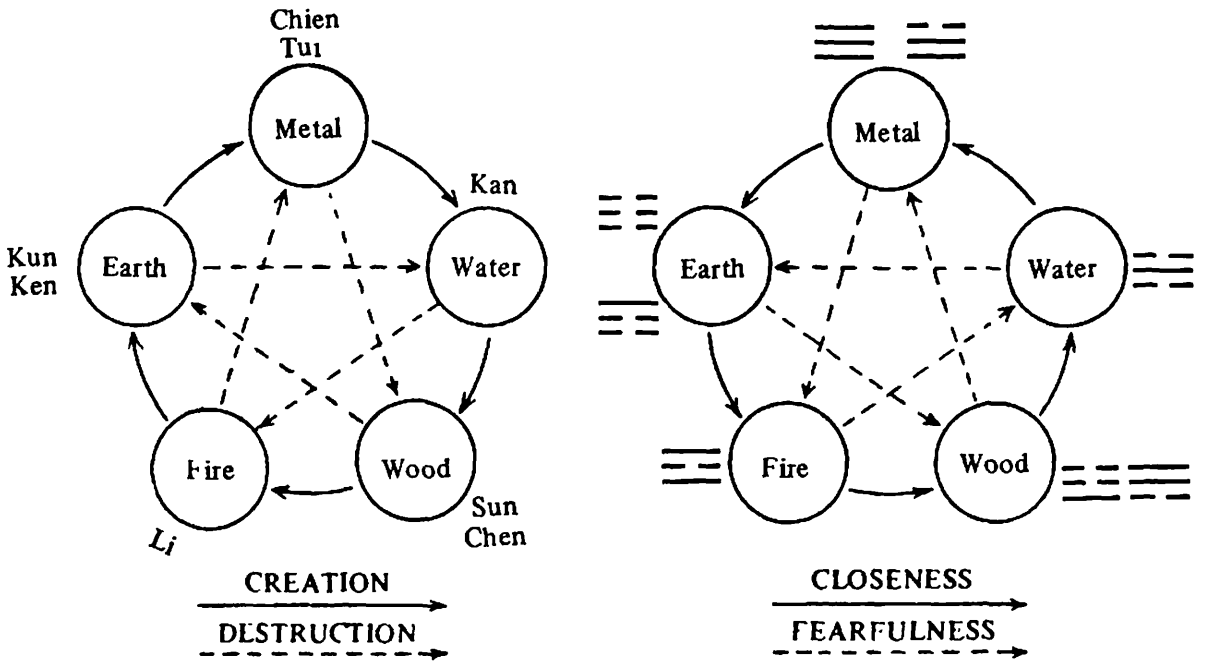 Chien
Tui
Metal
Kan
Kun
Ken
Earth
Water
Fire
Wood
Li
Sun
Chen
CREATION
DESTRUCTION
Metal
Earth
Water
Fire
Wood
CLOSENESS
FEARFULNESS